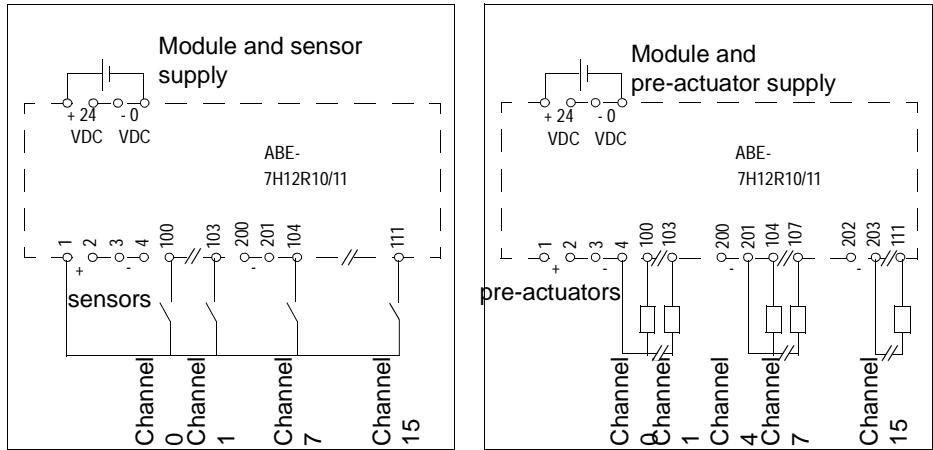 Module and sensor
supply
+ 24
VDC
- 0
VDC
ABE-
7H12R10/11
1
2
3
4
100
103
200
201
104
111
+
-
-
sensors
Channel
0
Channel
1
Channel
7
Channel
15
Module and
pre-actuator supply
+ 24
VDC
- 0
VDC
ABE-
7H12R10/11
1
2
3
4
100
103
200
201
104
107
202
203
111
+
-
-
-
pre-actuators
Channel
0
Channel
1
Channel
4
Channel
7
Channel
15